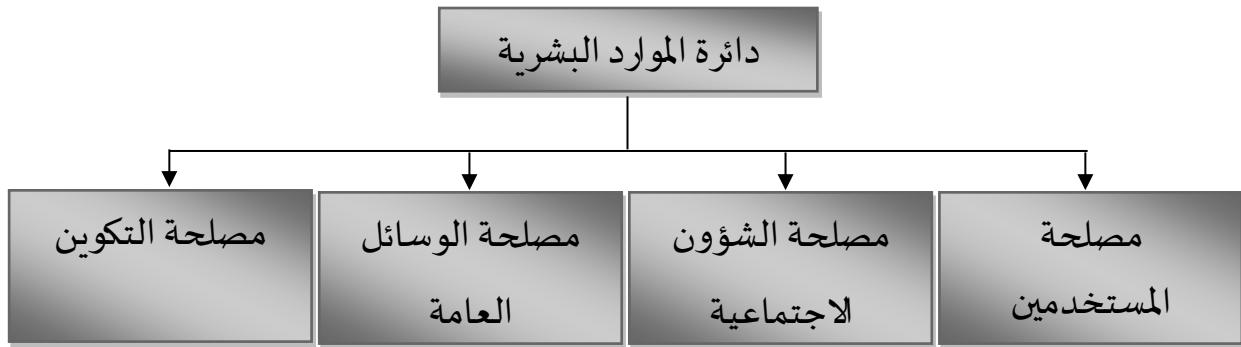 دائرة الموارد البشرية
مصلحة
المستخدمين
مصلحة الشؤون
الاجتماعية
مصلحة الوسائل
العامة
مصلحة التكوين